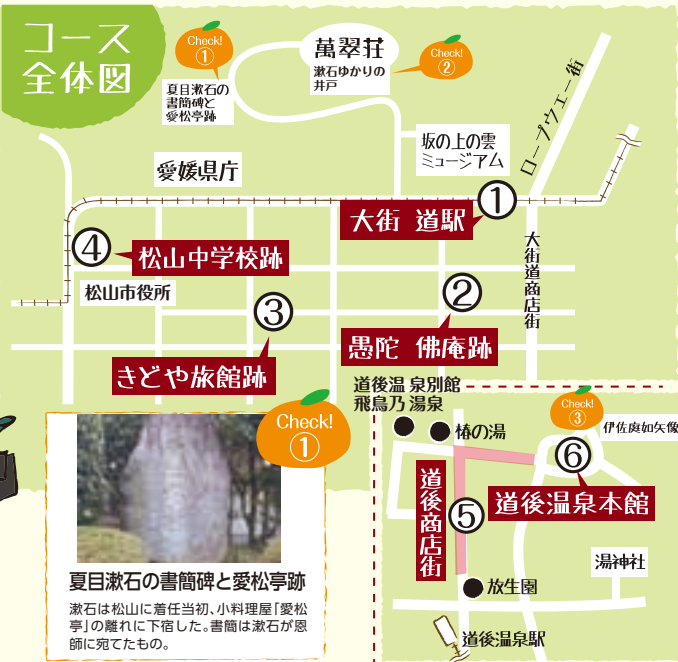 コース
全体図
Check!
①
夏目漱石の
書簡碑と
愛松亭跡
萬翠荘
漱石ゆかりの
井戸
Check!
②
坂の上の雲
ミュージアム
ロープウェー街
愛媛県庁
①
大街 道駅
④
松山中学校跡
松山市役所
大街道商店街
③
きどや旅館跡
②
愚陀 佛庵跡
道後温 泉別館
飛鳥乃 湯泉
椿の湯
Check!
③
伊佐庭如矢像
⑥
道後温泉本館
道後商店街
⑤
湯神社
放生園
道後温泉駅
Check!
①
夏目漱石の書簡碑と愛松亭跡
漱石は松山に着任当初、小料理屋「愛松
亭」の離れに下宿した。書簡は漱石が恩
師に宛てたもの。